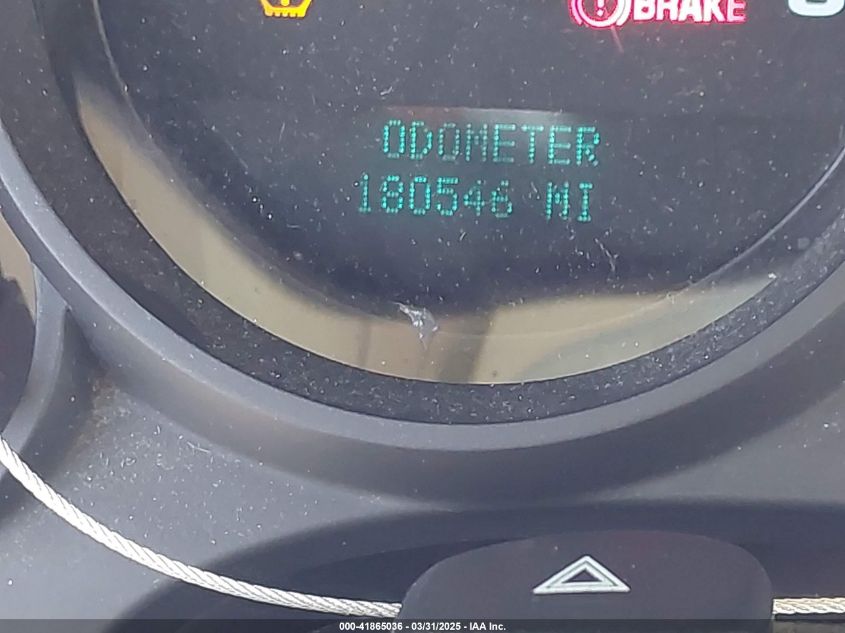 BRAKE
ODOMETER
180546 MI
000-41865036 - 03/31/2025 - IAA Inc.